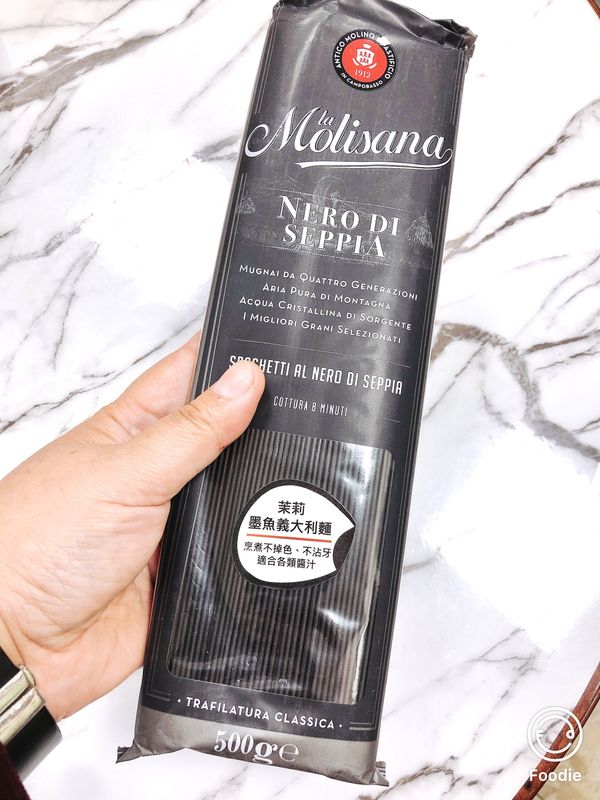 ANTICO MOLINO PASTIFICIO
1912
IN CAMPOBASSO
la
Molisana
NERO DI
SEPPIA
MUGNAI DA QUATTRO GENERAZIONI
ARIA PURA DI MONTAGNA
ACQUA CRISTALLINA DI SORGENTE
I MIGLIORI GRANI SELEZIONATI
SPAGHETTI AL NERO DI SEPPIA
COTTURA 8 MINUTI
茉莉
墨魚義大利麵
烹煮不掉色、不沾牙
適合各類醬汁
· TRAFILATURA CLASSICA ·
500g℮
Foodie